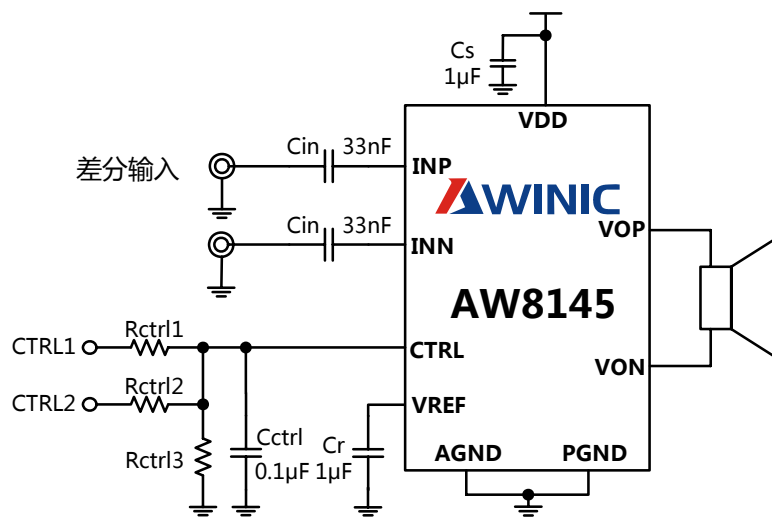 Cs
1μF
VDD
差分输入
Cin 33nF
INP
AWINIC
Cin 33nF
INN
VOP
AW8145
CTRL1
Rctrl1
CTRL
VON
CTRL2
Rctrl2
VREF
Rctrl3
Cctrl
0.1μF
Cr
1μF
AGND
PGND